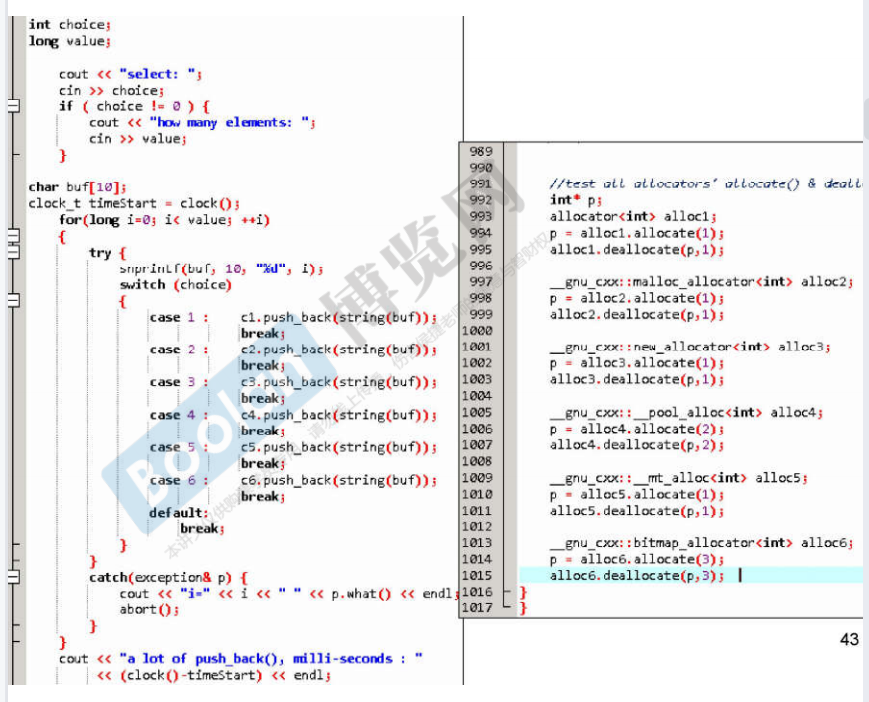 int choice;
long value;
cout << "select: ";
cin >> choice;
if ( choice != 0 ) {
cout << "how many elements: ";
cin >> value;
}
char buf[10];
clock_t timeStart = clock();
for(long i=0; i< value; ++i)
{
try {
snprintf(buf, 10, "%d", i);
switch (choice)
{
case 1 : c1.push_back(string(buf));
break;
case 2 : c2.push_back(string(buf));
break;
case 3 : c3.push_back(string(buf));
break;
case 4 : c4.push_back(string(buf));
break;
case 5 : c5.push_back(string(buf));
break;
case 6 : c6.push_back(string(buf));
break;
default:
break;
}
}
catch(exception& p) {
cout << "i=" << i << " " << p.what() << endl;
abort();
}
}
cout << "a lot of push_back(), milli-seconds : "
<< (clock()-timeStart) << endl;
989
990
991 //test all allocators' allocate() & deall
992 int* p;
993 allocator<int> alloc1;
994 p = alloc1.allocate(1);
995 alloc1.deallocate(p,1);
996
997 __gnu_cxx::malloc_allocator<int> alloc2;
998 p = alloc2.allocate(1);
999 alloc2.deallocate(p,1);
1000
1001 __gnu_cxx::new_allocator<int> alloc3;
1002 p = alloc3.allocate(1);
1003 alloc3.deallocate(p,1);
1004
1005 __gnu_cxx::__pool_alloc<int> alloc4;
1006 p = alloc4.allocate(2);
1007 alloc4.deallocate(p,2);
1008
1009 __gnu_cxx::__mt_alloc<int> alloc5;
1010 p = alloc5.allocate(1);
1011 alloc5.deallocate(p,1);
1012
1013 __gnu_cxx::bitmap_allocator<int> alloc6;
1014 p = alloc6.allocate(3);
1015 alloc6.deallocate(p,3);
1016 }
1017 }
43
Boolan 博览网